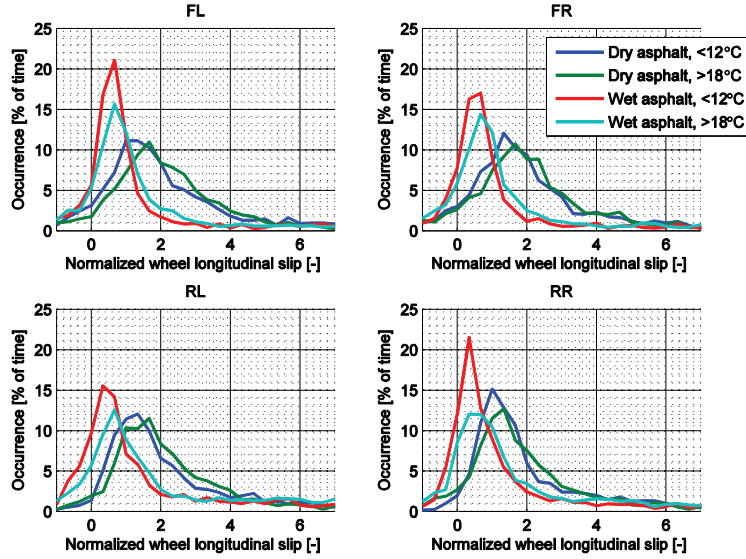 FL
FR
25
20
15
10
5
0
Occurrence [% of time]
0
2
4
6
Normalized wheel longitudinal slip [-]
25
20
15
10
5
0
Occurrence [% of time]
0
2
4
6
Normalized wheel longitudinal slip [-]
Dry asphalt, <12°C
Dry asphalt, >18°C
Wet asphalt, <12°C
Wet asphalt, >18°C
RL
RR
25
20
15
10
5
0
Occurrence [% of time]
0
2
4
6
Normalized wheel longitudinal slip [-]
25
20
15
10
5
0
Occurrence [% of time]
0
2
4
6
Normalized wheel longitudinal slip [-]